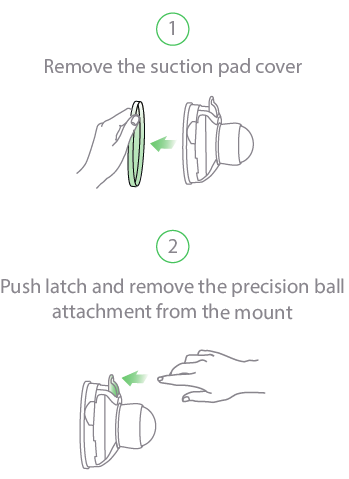 1
Remove the suction pad cover
2
Push latch and remove the precision ball
attachment from the mount